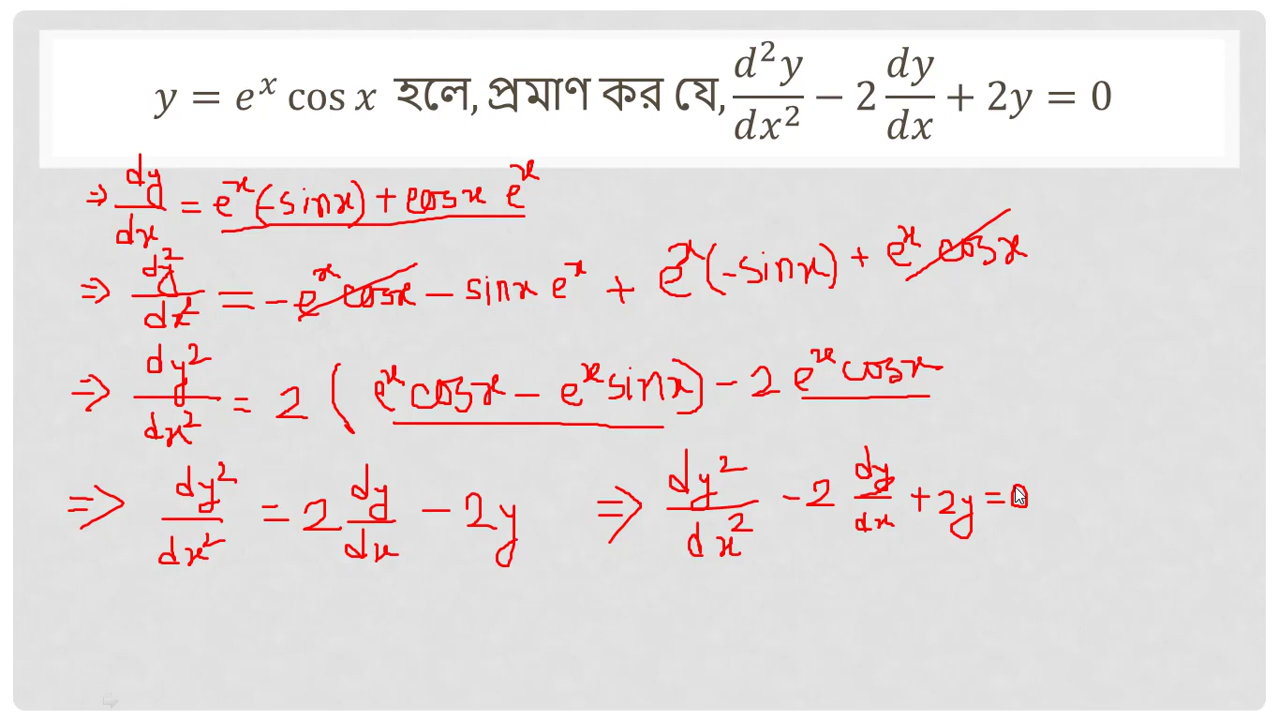 y = e^x cos x হলে, প্রমাণ কর যে, d²y/dx² − 2 dy/dx + 2y = 0
⇒ dy/dx = e^x(−sinx) + cosx e^x
⇒ dy²/dx² = −e^x cosx − sinx e^x + e^x(−sinx) + e^x cosx
⇒ dy²/dx² = 2 (e^x cosx − e^x sinx) − 2 e^x cosx
⇒ dy²/dx² = 2 dy/dx − 2y ⇒ dy²/dx² − 2 dy/dx + 2y = 0